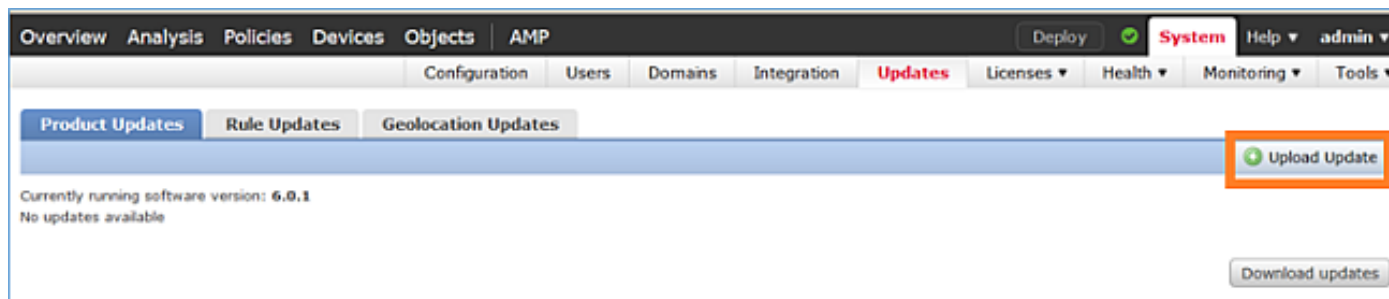 Overview Analysis Policies Devices Objects AMP Deploy System Help ▾ admin ▾
Configuration Users Domains Integration Updates Licenses ▾ Health ▾ Monitoring ▾ Tools ▾
Product Updates Rule Updates Geolocation Updates
Upload Update
Currently running software version: 6.0.1
No updates available
Download updates